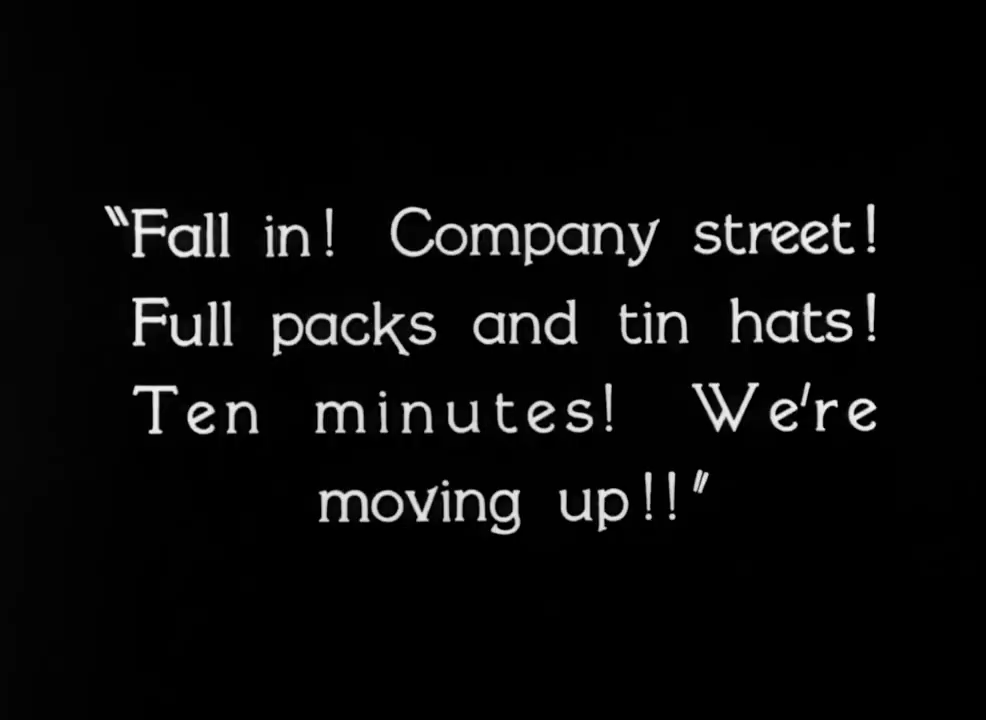 "Fall in! Company street!
Full packs and tin hats!
Ten minutes! We're
moving up!!"